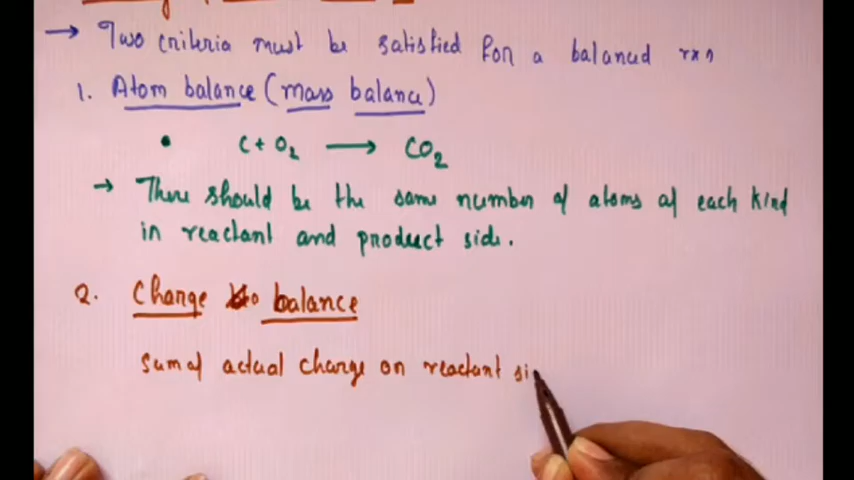 → Two criteria must be satisfied for a balanced rxn
1. Atom balance (mass balance)
• C + O2 → CO2
→ There should be the same number of atoms of each kind
in reactant and product side.
2. Charge balance
sum of actual charge on reactant si